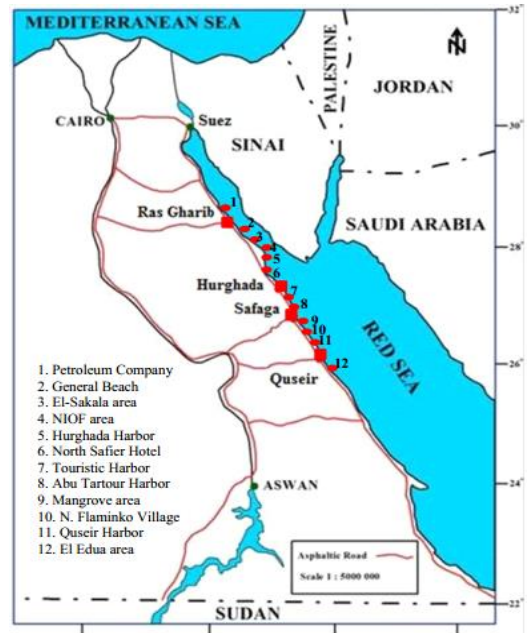 MEDITERRANEAN SEA
32°
N
PALESTINE
JORDAN
CAIRO
Suez
30°
SINAI
SAUDI ARABIA
Ras Gharib
1
2
3
4
5
6
28°
Hurghada
7
Safaga
8
9
10
11
12
RED SEA
26°
Quseir
1. Petroleum Company
2. General Beach
3. El-Sakala area
4. NIOF area
5. Hurghada Harbor
6. North Safier Hotel
7. Touristic Harbor
8. Abu Tartour Harbor
9. Mangrove area
10. N. Flaminko Village
11. Quseir Harbor
12. El Edua area
ASWAN
24°
Asphaltic Road
Scale 1 : 5000 000
22°
SUDAN